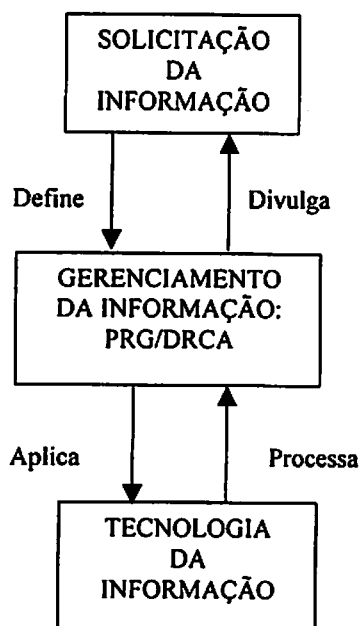 SOLICITAÇÃO
DA
INFORMAÇÃO
Define
Divulga
GERENCIAMENTO
DA INFORMAÇÃO:
PRG/DRCA
Aplica
Processa
TECNOLOGIA
DA
INFORMAÇÃO